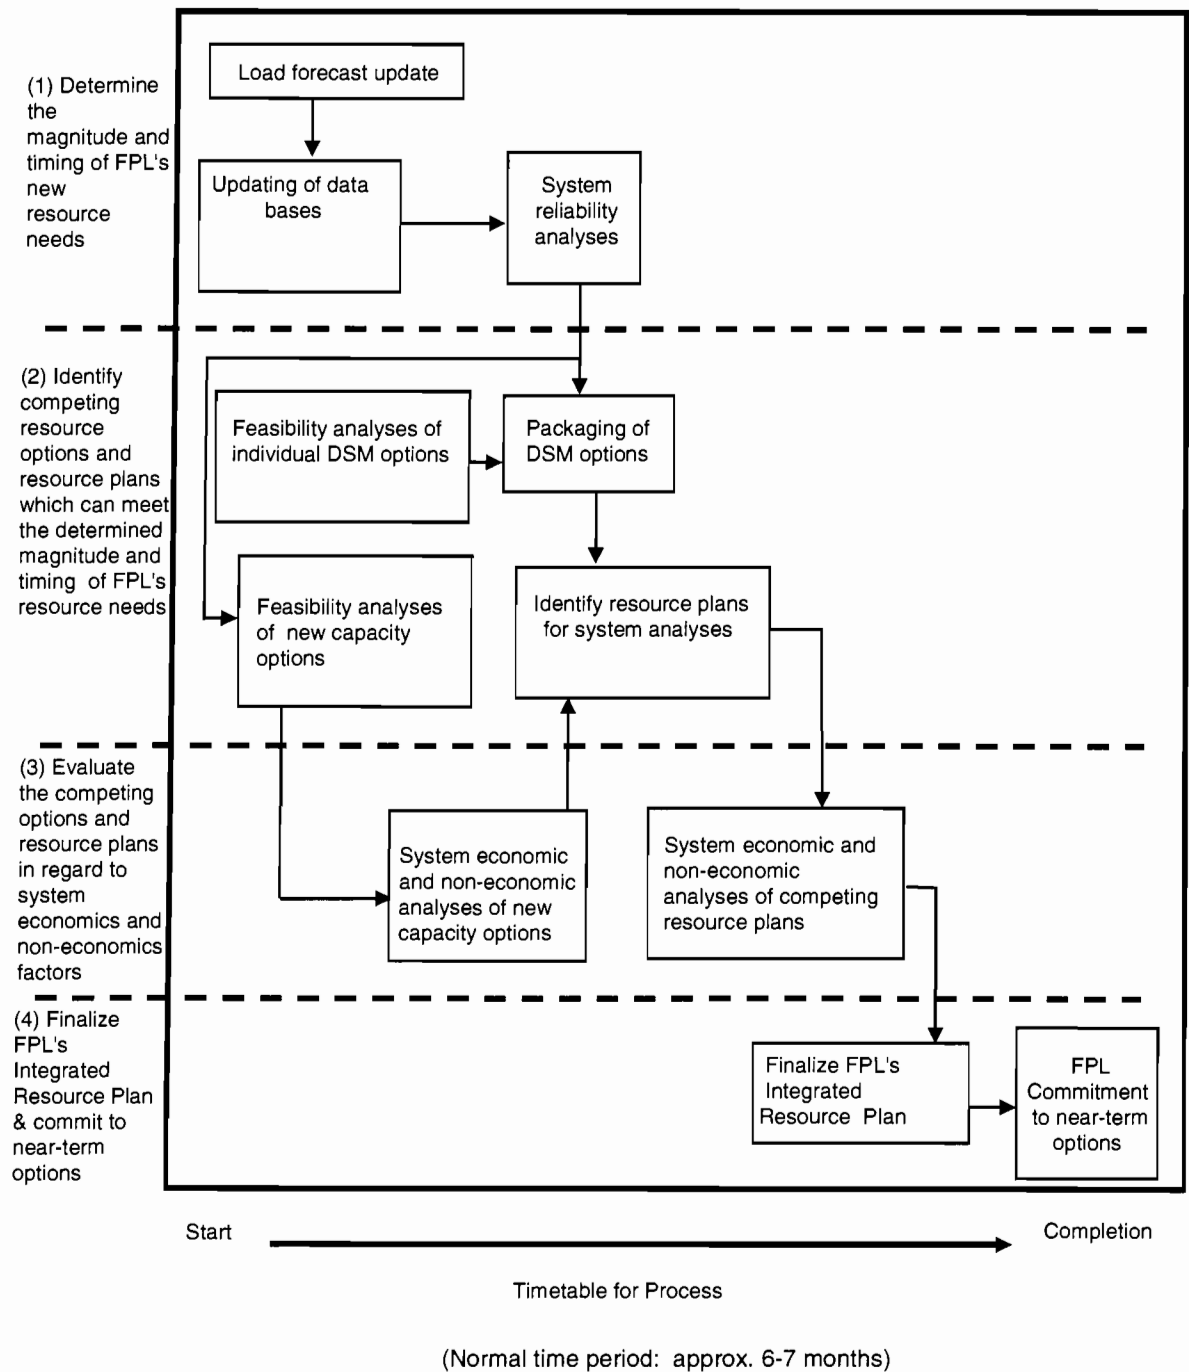 (1) Determine
the
magnitude and
timing of FPL's
new
resource
needs
Load forecast update
Updating of data
bases
System
reliability
analyses
(2) Identify
competing
resource
options and
resource plans
which can meet
the determined
magnitude and
timing of FPL's
resource needs
Feasibility analyses of
individual DSM options
Packaging of
DSM options
Feasibility analyses
of new capacity
options
Identify resource plans
for system analyses
(3) Evaluate
the competing
options and
resource plans
in regard to
system
economics and
non-economics
factors
System economic
and non-economic
analyses of new
capacity options
System economic and
non-economic
analyses of competing
resource plans
(4) Finalize
FPL's
Integrated
Resource Plan
& commit to
near-term
options
Finalize FPL's
Integrated
Resource Plan
FPL
Commitment
to near-term
options
Start
Completion
Timetable for Process
(Normal time period: approx. 6-7 months)